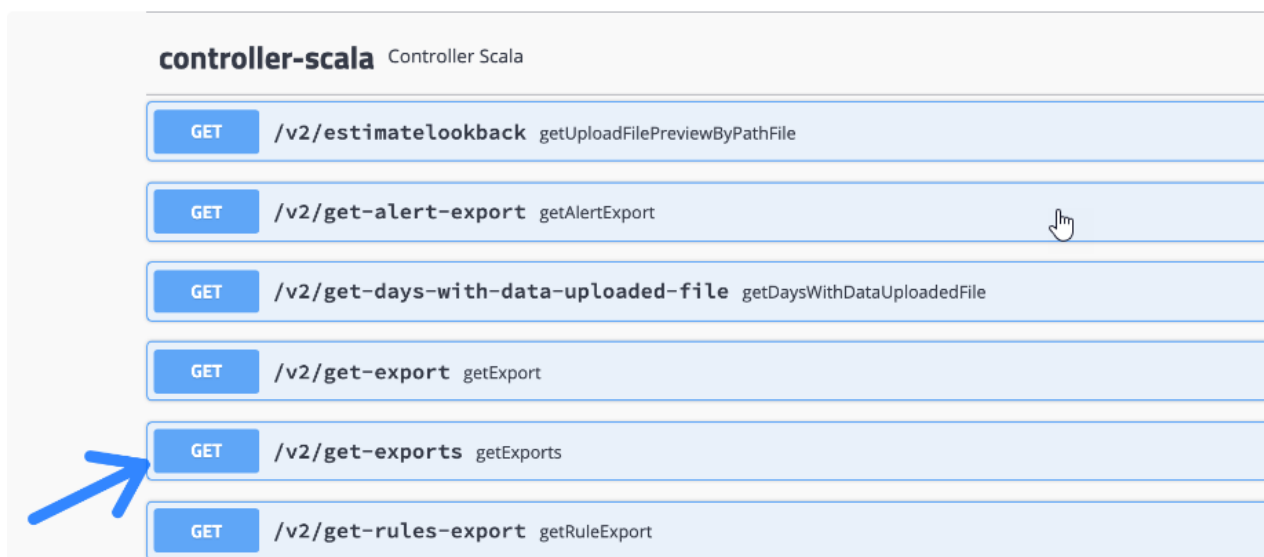 controller-scala Controller Scala
GET /v2/estimatelookback getUploadFilePreviewByPathFile
GET /v2/get-alert-export getAlertExport
GET /v2/get-days-with-data-uploaded-file getDaysWithDataUploadedFile
GET /v2/get-export getExport
GET /v2/get-exports getExports
GET /v2/get-rules-export getRuleExport